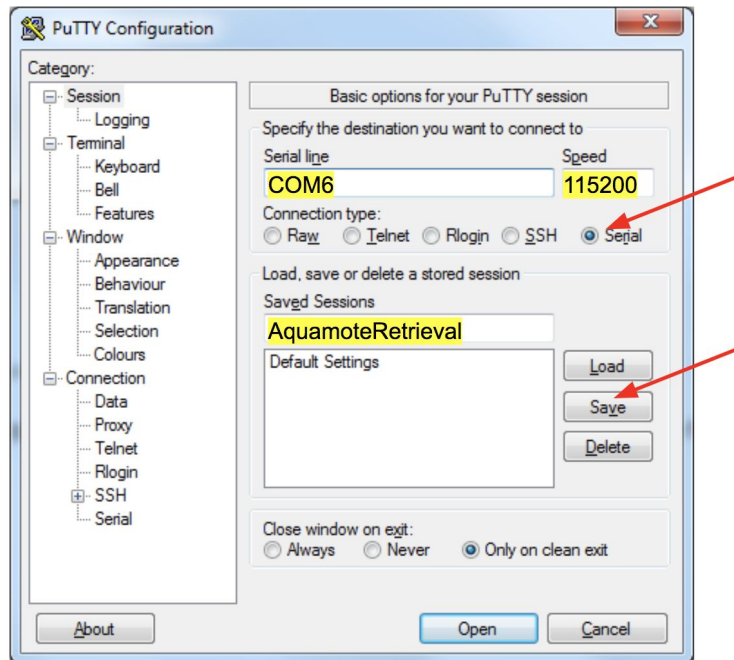 PuTTY Configuration
Category:
Session
Logging
Terminal
Keyboard
Bell
Features
Window
Appearance
Behaviour
Translation
Selection
Colours
Connection
Data
Proxy
Telnet
Rlogin
SSH
Serial
Basic options for your PuTTY session
Specify the destination you want to connect to
Serial line Speed
COM6 115200
Connection type:
Raw Telnet Rlogin SSH Serial
Load, save or delete a stored session
Saved Sessions
AquamoteRetrieval
Default Settings
Load
Save
Delete
Close window on exit:
Always Never Only on clean exit
About Open Cancel